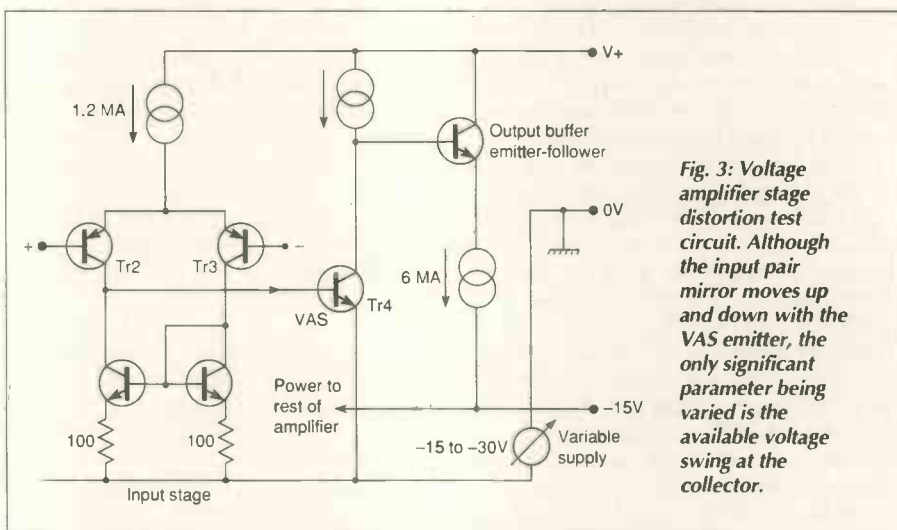 V+
1.2 MA
Output buffer
emitter-follower
0V
+
Tr2
Tr3
−
6 MA
VAS
Tr4
Power to
rest of
amplifier
−15V
−15 to −30V
Variable
supply
100
100
Input stage
Fig. 3: Voltage
amplifier stage
distortion test
circuit. Although
the input pair
mirror moves up
and down with the
VAS emitter, the
only significant
parameter being
varied is the
available voltage
swing at the
collector.